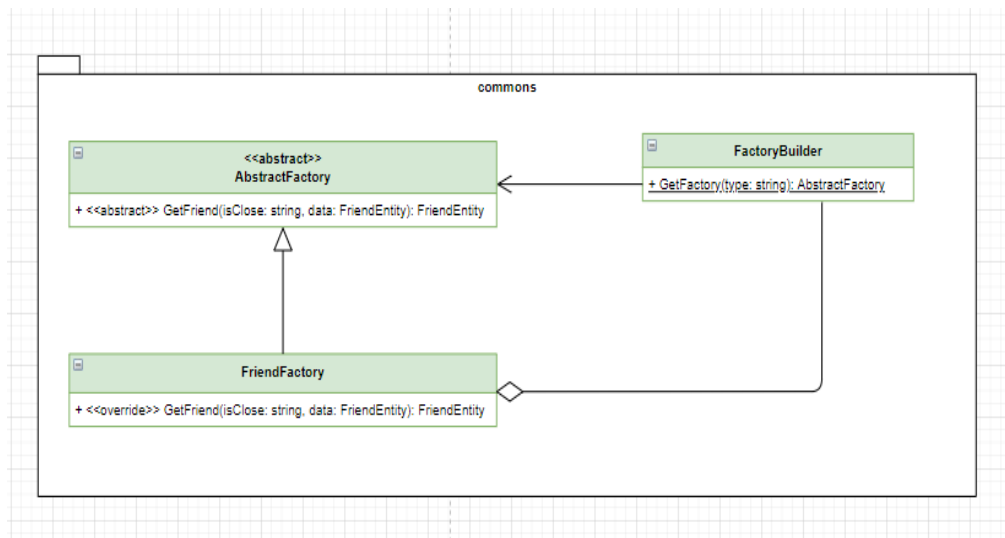 commons
<<abstract>>
AbstractFactory
+ <<abstract>> GetFriend(isClose: string, data: FriendEntity): FriendEntity
FactoryBuilder
+ GetFactory(type: string): AbstractFactory
FriendFactory
+ <<override>> GetFriend(isClose: string, data: FriendEntity): FriendEntity